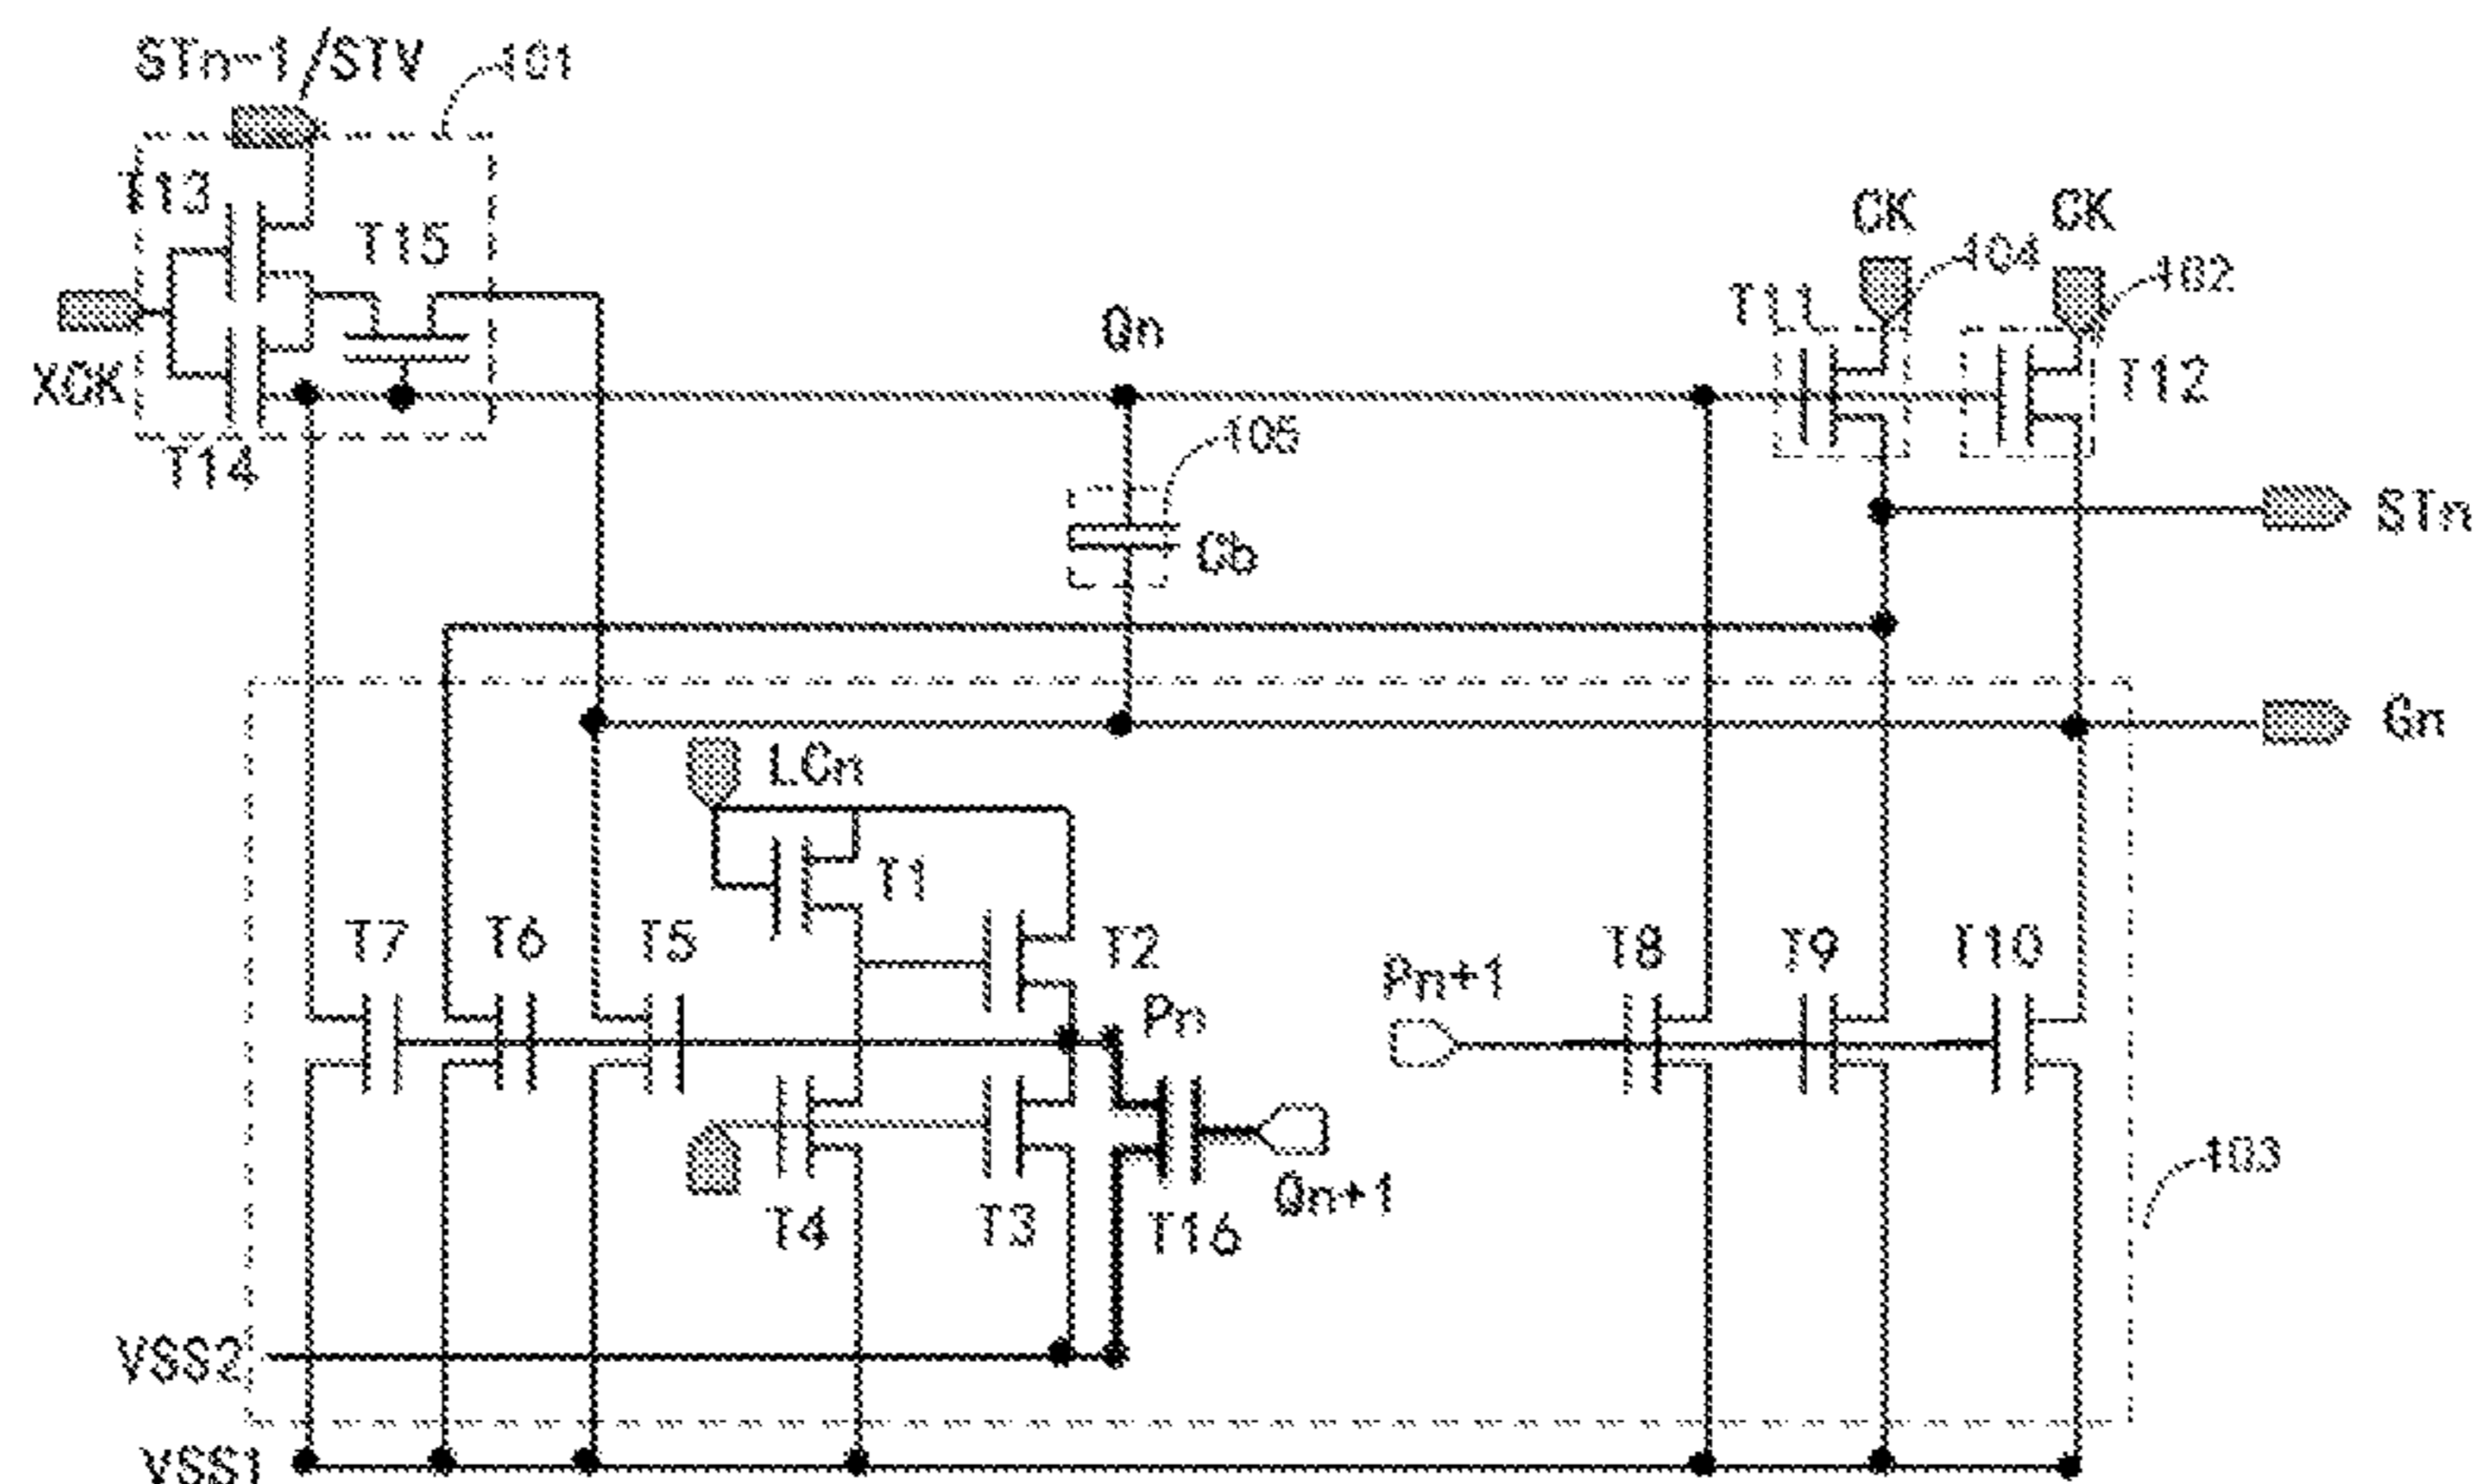 STn-1/STV
101
T13
T15
CK
CK
104
102
T11
Qn
XCK
T12
T14
105
STn
Cb
Gn
LCn
T1
T7
T6
T5
T2
T8
T9
T10
Pn+1
Pn
103
Qn+1
T4
T3
T16
VSS2
VSS1